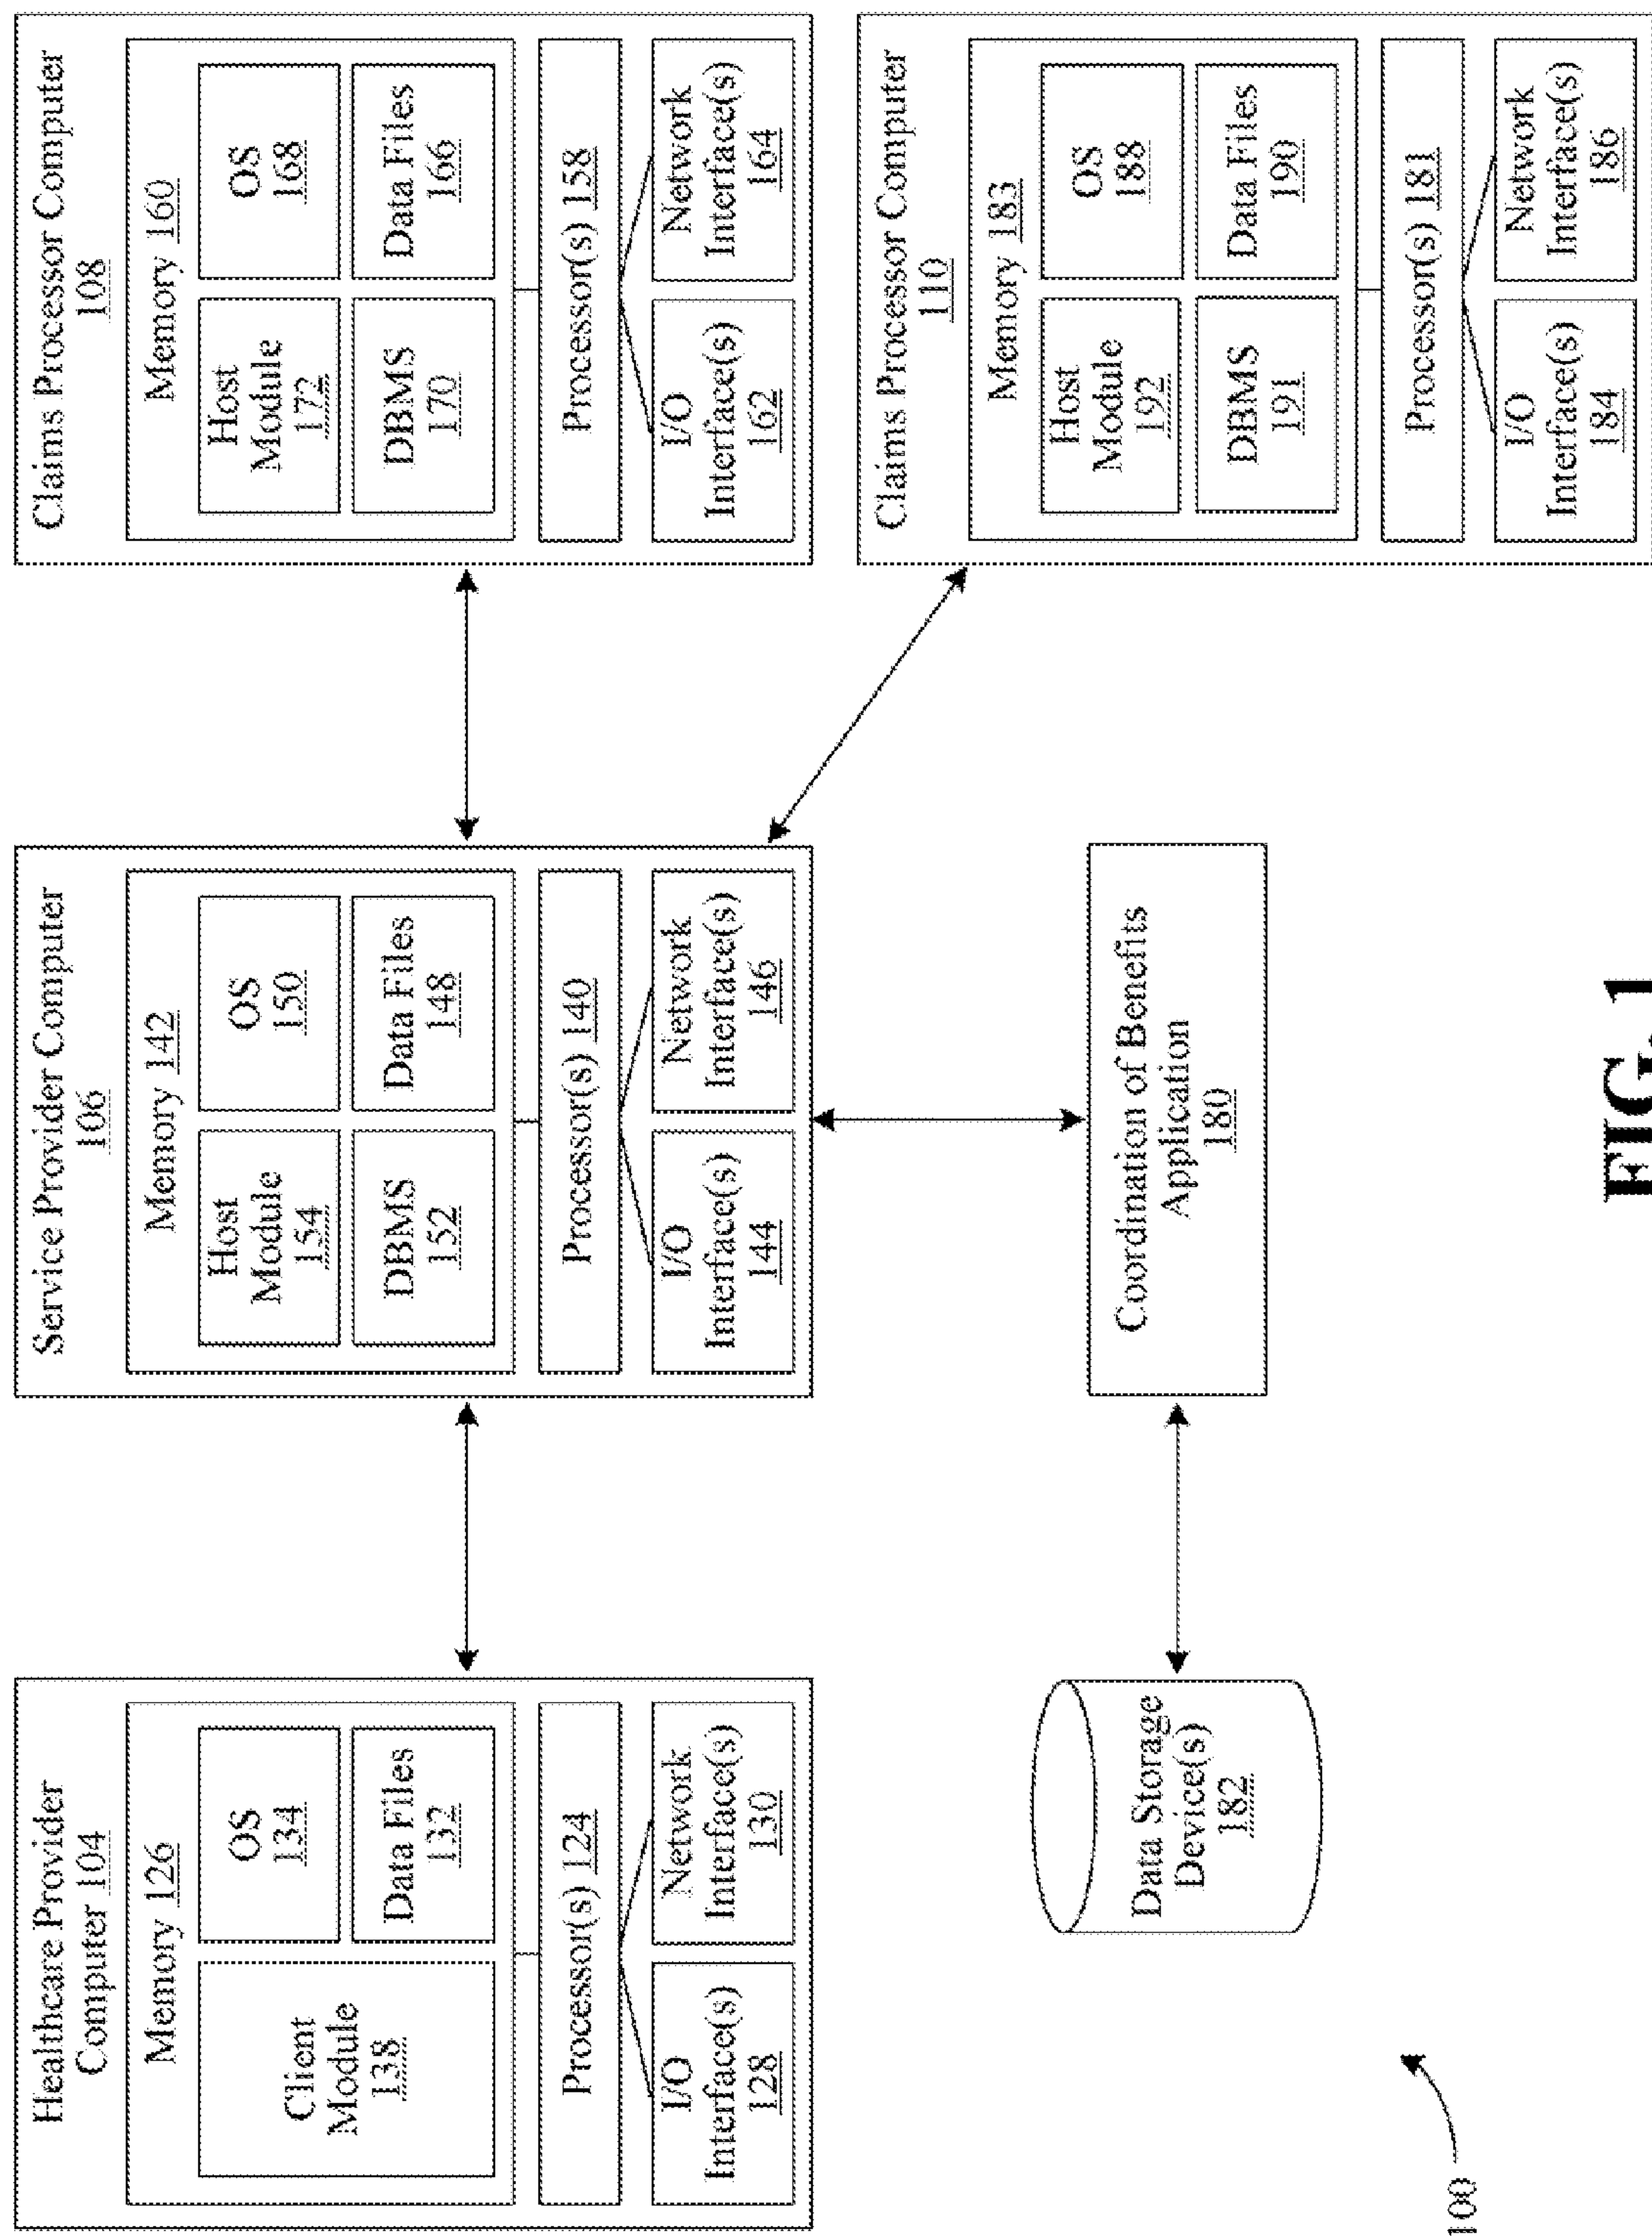 Healthcare Provider
Computer 104
Memory 126
Client
Module
138
OS
134
Data Files
132
Processor(s) 124
I/O
Interface(s)
128
Network
Interface(s)
130
Service Provider Computer
106
Memory 142
Host
Module
154
OS
150
DBMS
152
Data Files
148
Processor(s) 140
I/O
Interface(s)
144
Network
Interface(s)
146
Claims Processor Computer
108
Memory 160
Host
Module
172
OS
168
DBMS
170
Data Files
166
Processor(s) 158
I/O
Interface(s)
162
Network
Interface(s)
164
Data Storage
Device(s)
182
Coordination of Benefits
Application
180
Claims Processor Computer
110
Memory 183
Host
Module
192
OS
188
DBMS
191
Data Files
190
Processor(s) 181
I/O
Interface(s)
184
Network
Interface(s)
186
100
FIG. 1